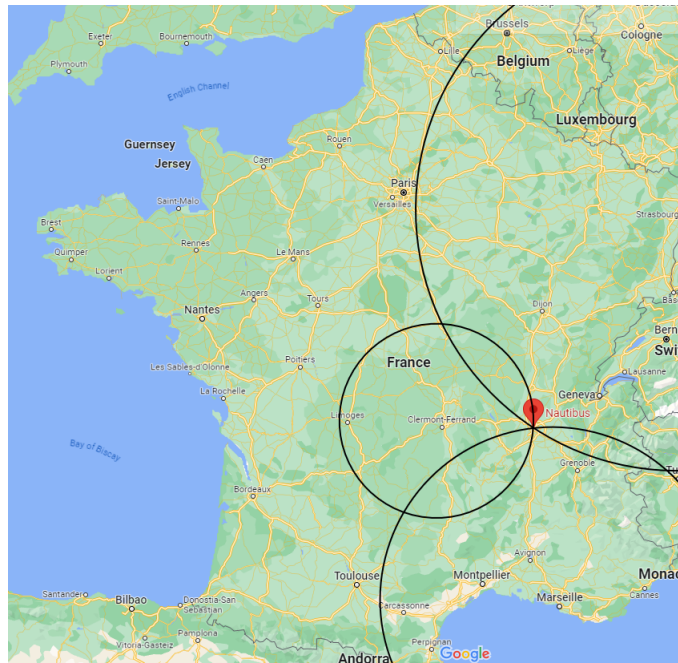 Brussels
Exeter
Bournemouth
Cologne
Plymouth
Lille
Liège
Belgium
English Channel
Luxembourg
Guernsey
Rouen
Jersey
Caen
Paris
Versailles
Saint-Malo
Strasbourg
Brest
Rennes
Quimper
Le Mans
Lorient
Angers
Tours
Dijon
Nantes
Bern
Swi
Les Sables-d'Olonne
Poitiers
France
Lausanne
La Rochelle
Geneva
Limoges
Clermont-Ferrand
Nautibus
Bay of Biscay
Grenoble
Bordeaux
Avignon
Toulouse
Montpellier
Monac
Santander
Donostia-San
Sebastian
Bilbao
Carcassonne
Marseille
Cannes
Vitoria-Gasteiz
Pamplona
Perpignan
Google
Andorra